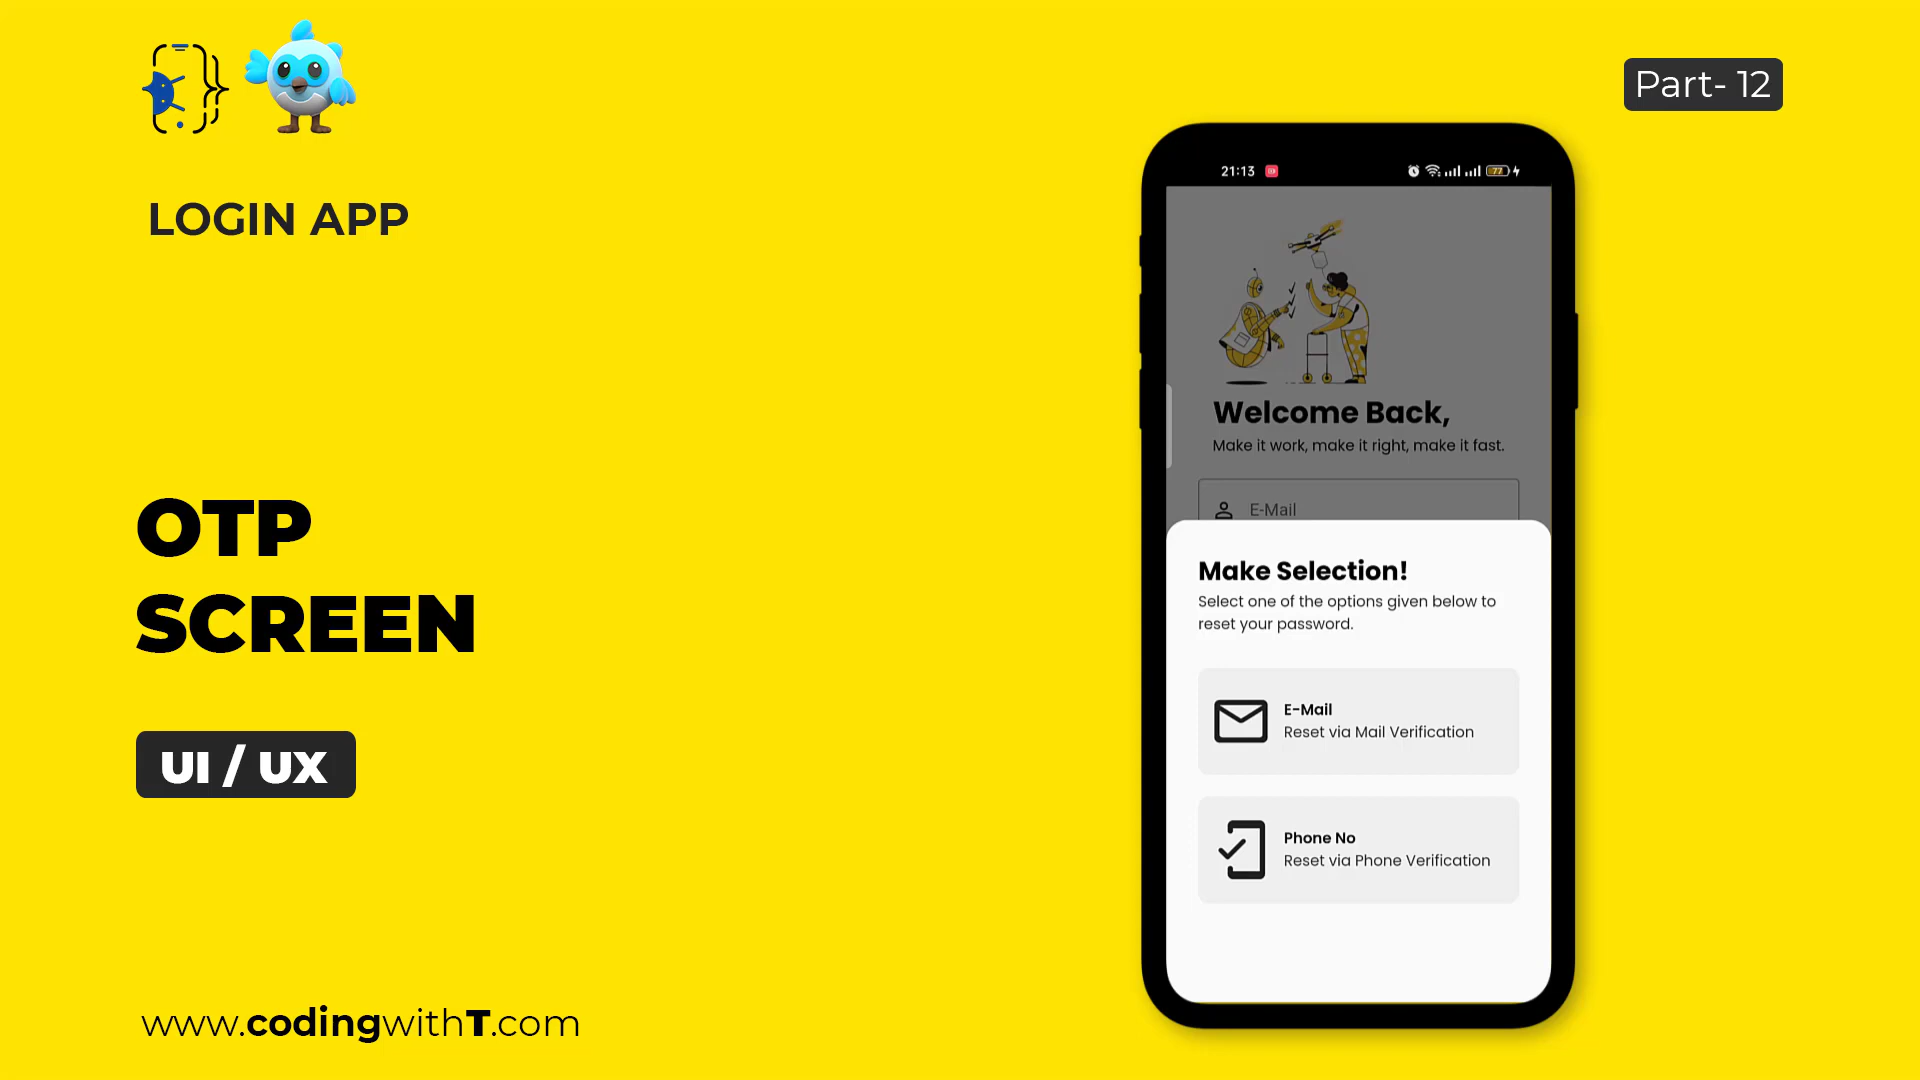 Part- 12
LOGIN APP
OTP
SCREEN
UI / UX
www.codingwithT.com
21:13
77
Welcome Back,
Make it work, make it right, make it fast.
E-Mail
Make Selection!
Select one of the options given below to
reset your password.
E-Mail
Reset via Mail Verification
Phone No
Reset via Phone Verification